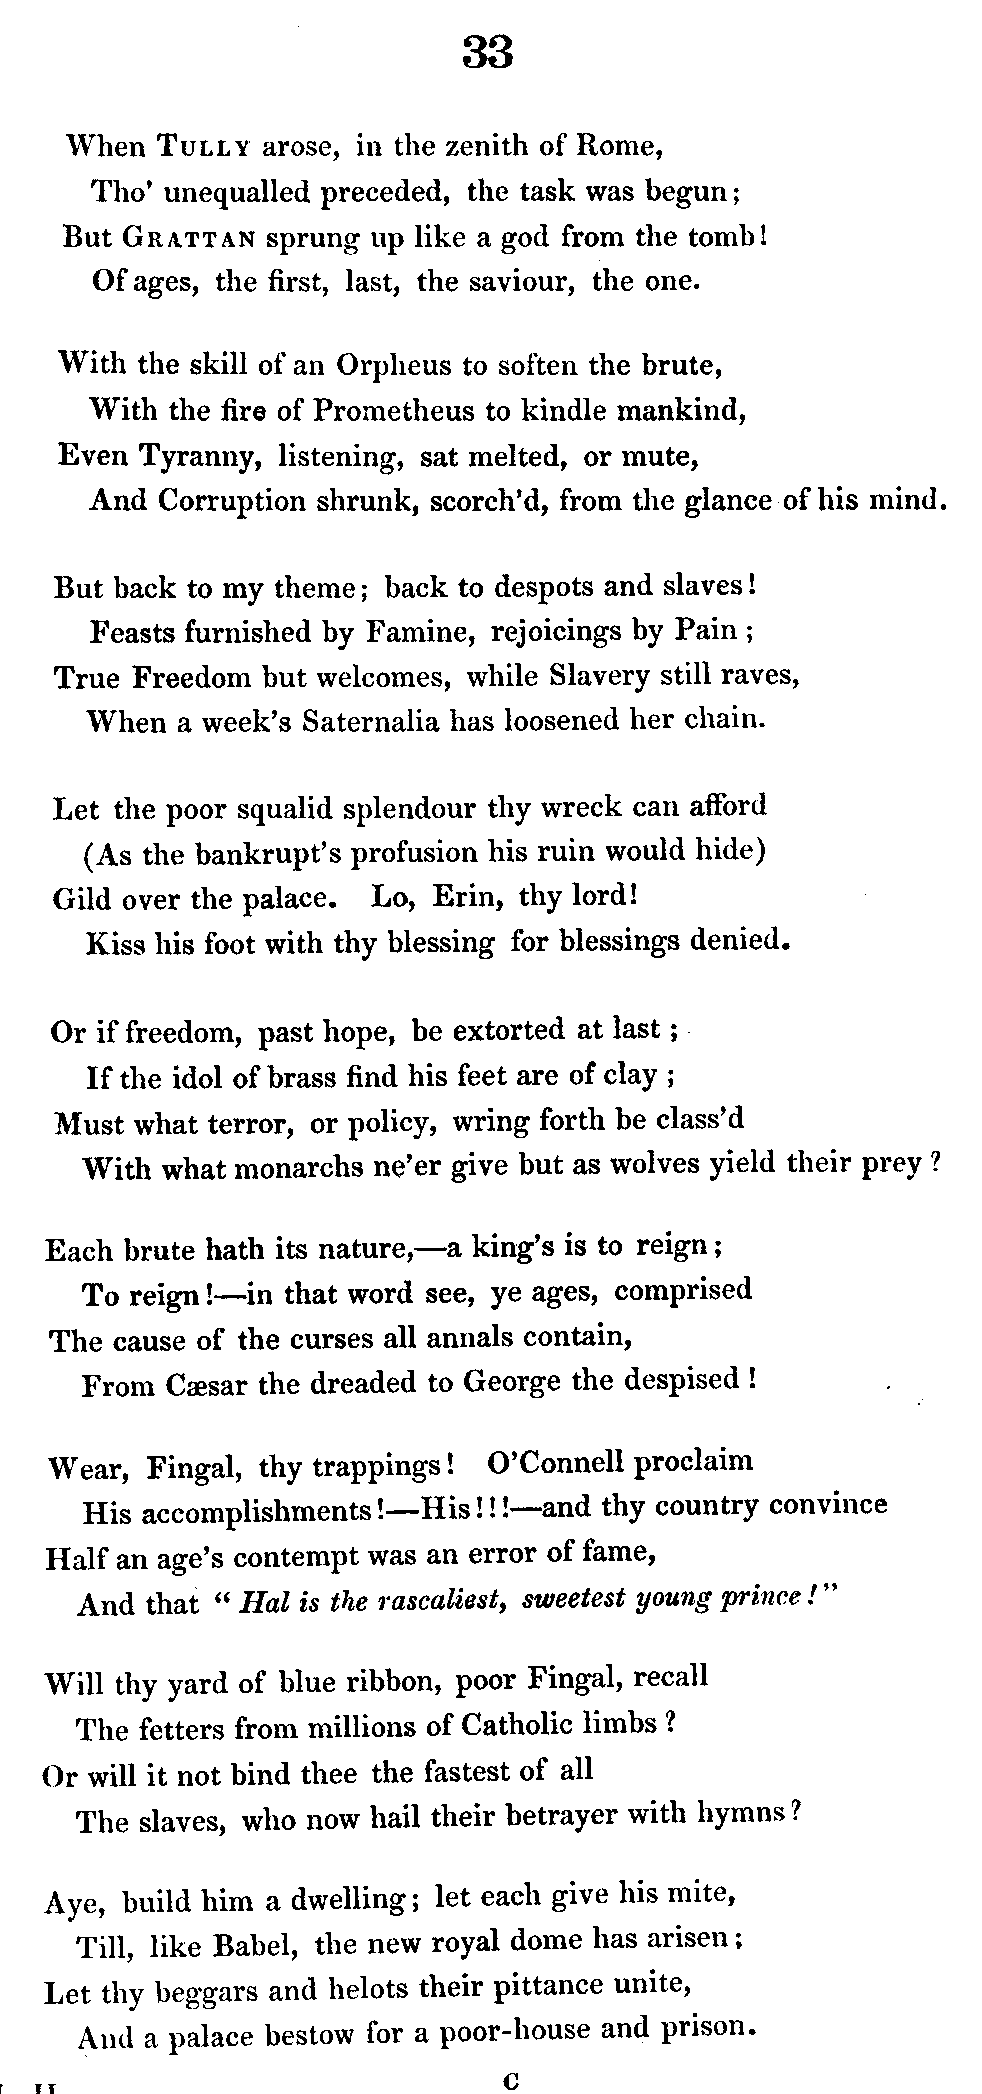 33
When TULLY arose, in the zenith of Rome,
Tho' unequalled preceded, the task was begun;
But GRATTAN sprung up like a god from the tomb!
Of ages, the first, last, the saviour, the one.
With the skill of an Orpheus to soften the brute,
With the fire of Prometheus to kindle mankind,
Even Tyranny, listening, sat melted, or mute,
And Corruption shrunk, scorch'd, from the glance of his mind.
But back to my theme; back to despots and slaves!
Feasts furnished by Famine, rejoicings by Pain;
True Freedom but welcomes, while Slavery still raves,
When a week's Saternalia has loosened her chain.
Let the poor squalid splendour thy wreck can afford
(As the bankrupt's profusion his ruin would hide)
Gild over the palace. Lo, Erin, thy lord!
Kiss his foot with thy blessing for blessings denied.
Or if freedom, past hope, be extorted at last;
If the idol of brass find his feet are of clay;
Must what terror, or policy, wring forth be class'd
With what monarchs ne'er give but as wolves yield their prey?
Each brute hath its nature,—a king's is to reign;
To reign!—in that word see, ye ages, comprised
The cause of the curses all annals contain,
From Cæsar the dreaded to George the despised!
Wear, Fingal, thy trappings! O'Connell proclaim
His accomplishments!—His!!!—and thy country convince
Half an age's contempt was an error of fame,
And that "Hal is the rascaliest, sweetest young prince!"
Will thy yard of blue ribbon, poor Fingal, recall
The fetters from millions of Catholic limbs?
Or will it not bind thee the fastest of all
The slaves, who now hail their betrayer with hymns?
Aye, build him a dwelling; let each give his mite,
Till, like Babel, the new royal dome has arisen;
Let thy beggars and helots their pittance unite,
And a palace bestow for a poor-house and prison.
C